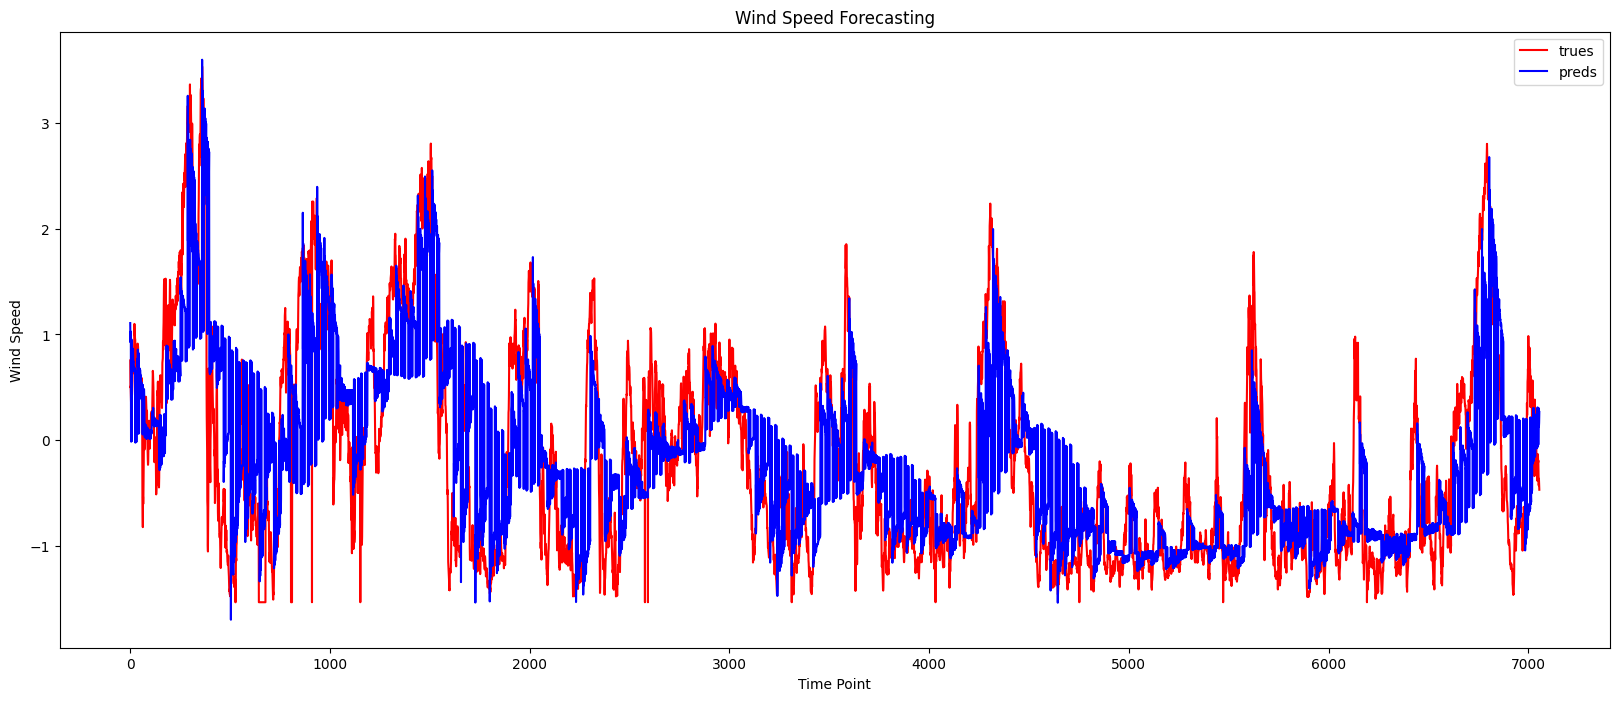 Wind Speed Forecasting
trues
preds
Wind Speed
3
2
1
0
−1
0 1000 2000 3000 4000 5000 6000 7000
Time Point